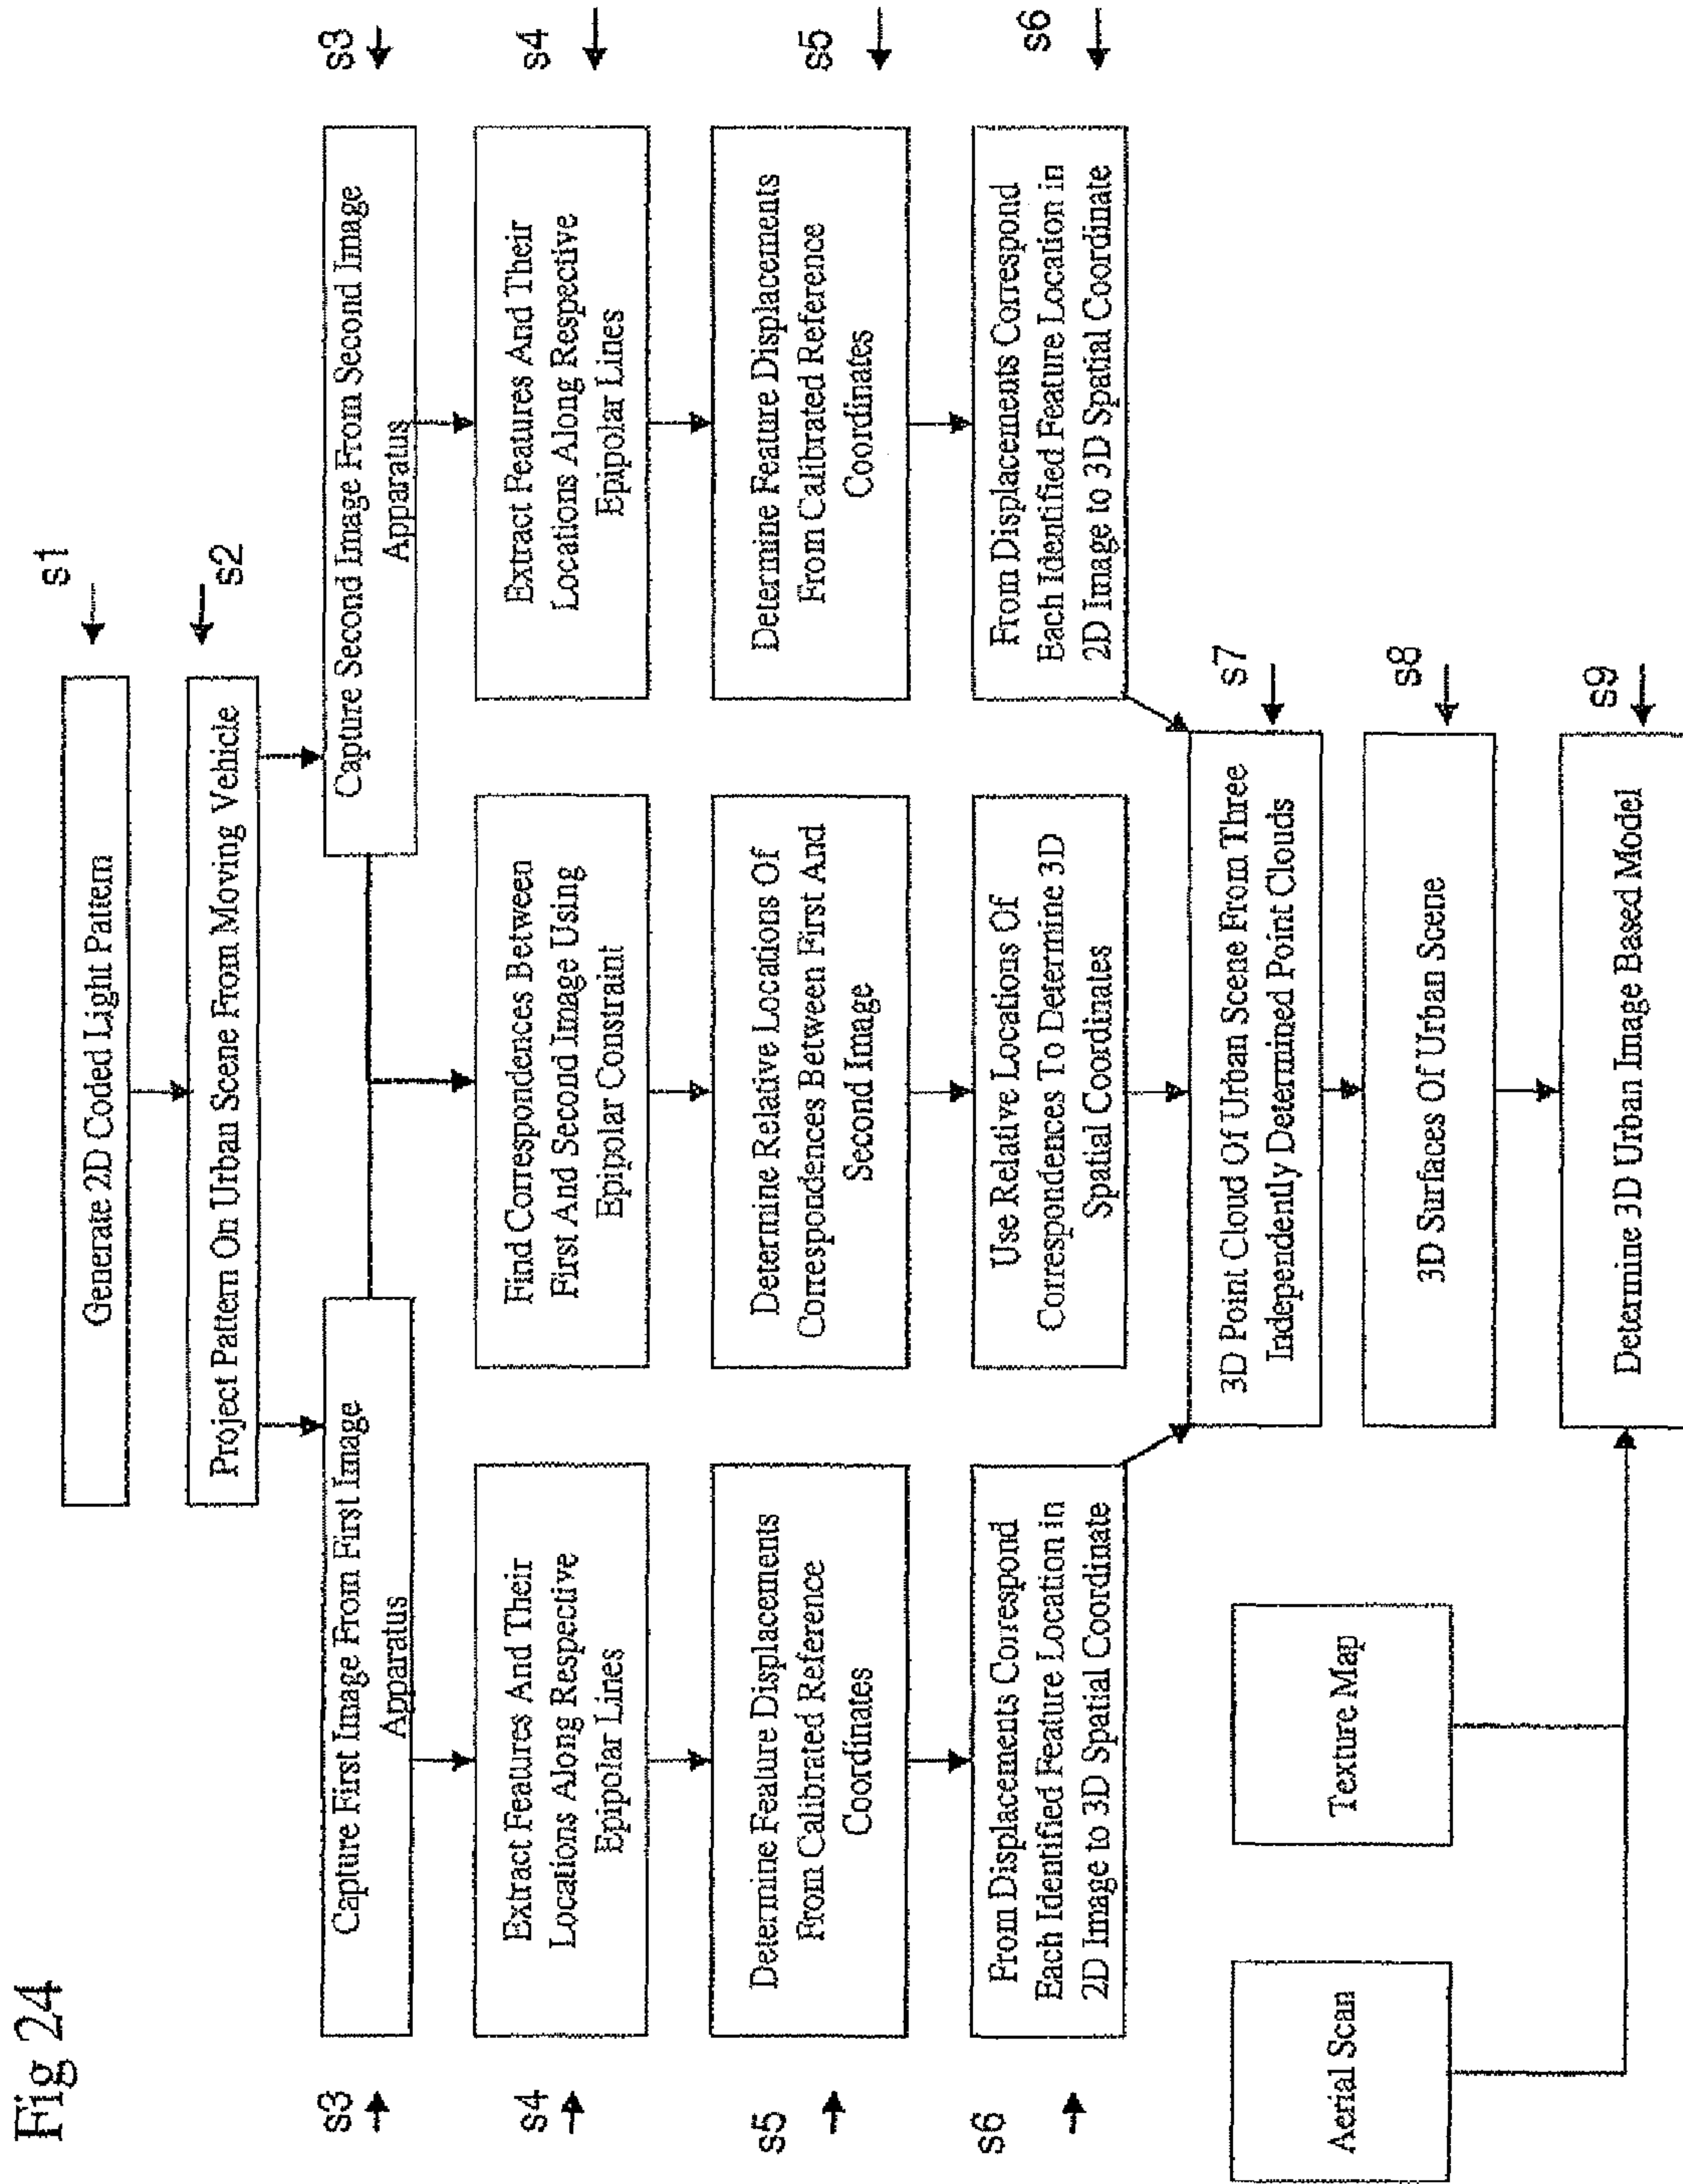 Fig 24
s1
Generate 2D Coded Light Pattern
s2
Project Pattern On Urban Scene From Moving Vehicle
s3
Capture First Image From First Image
Apparatus
Capture Second Image From Second Image
Apparatus
s3
s4
Extract Features And Their
Locations Along Respective
Epipolar Lines
Find Correspondences Between
First And Second Image Using
Epipolar Constraint
Extract Features And Their
Locations Along Respective
Epipolar Lines
s4
s5
Determine Feature Displacements
From Calibrated Reference
Coordinates
Determine Relative Locations Of
Correspondences Between First And
Second Image
Determine Feature Displacements
From Calibrated Reference
Coordinates
s5
s6
From Displacements Correspond
Each Identified Feature Location in
2D Image to 3D Spatial Coordinate
Use Relative Locations Of
Correspondences To Determine 3D
Spatial Coordinates
From Displacements Correspond
Each Identified Feature Location in
2D Image to 3D Spatial Coordinate
s6
3D Point Cloud Of Urban Scene From Three
Independently Determined Point Clouds
s7
3D Surfaces Of Urban Scene
s8
Aerial Scan
Texture Map
Determine 3D Urban Image Based Model
s9